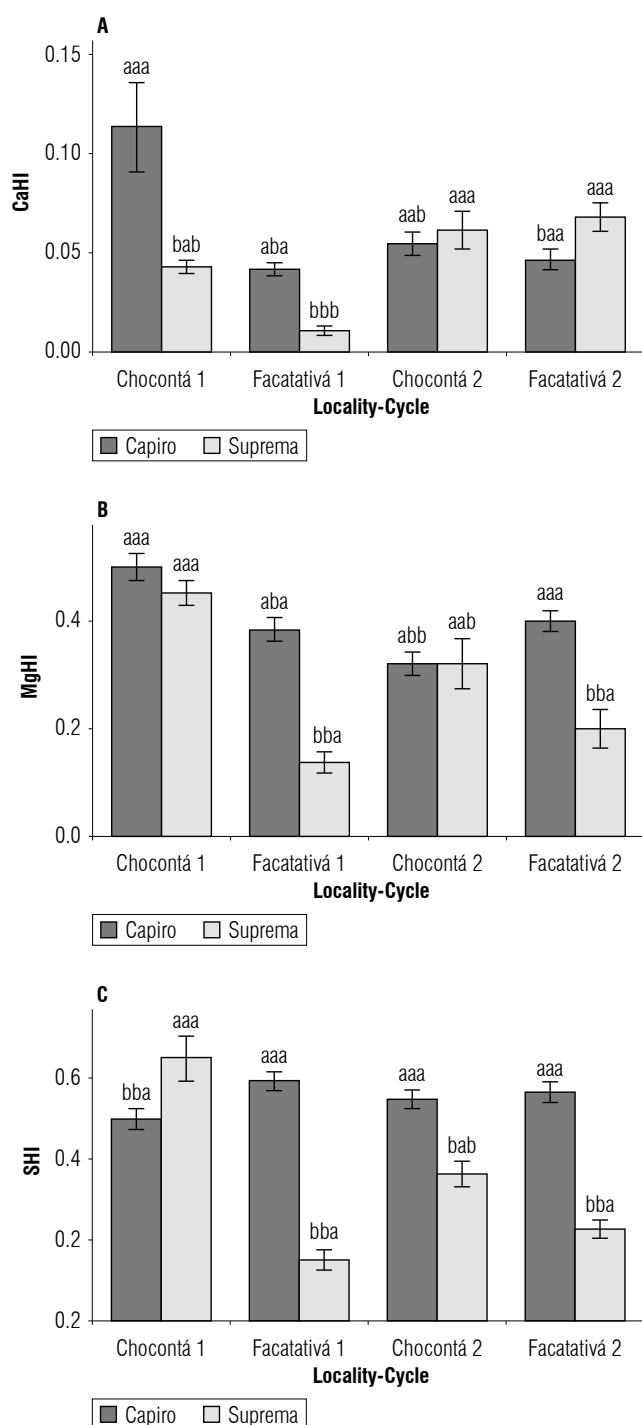 A
0.15
0.10
0.05
0.00
CaHI
aaa
bab
aba
bbb
aab
aaa
baa
aaa
Chocontá 1 Facatativá 1 Chocontá 2 Facatativá 2
Locality-Cycle
Capiro Suprema
B
0.4
0.2
0.0
MgHI
aaa
aaa
aba
bba
abb
aab
aaa
bba
Chocontá 1 Facatativá 1 Chocontá 2 Facatativá 2
Locality-Cycle
Capiro Suprema
C
0.6
0.4
0.2
0.2
SHI
bba
aaa
aaa
bba
aaa
bab
aaa
bba
Chocontá 1 Facatativá 1 Chocontá 2 Facatativá 2
Locality-Cycle
Capiro Suprema